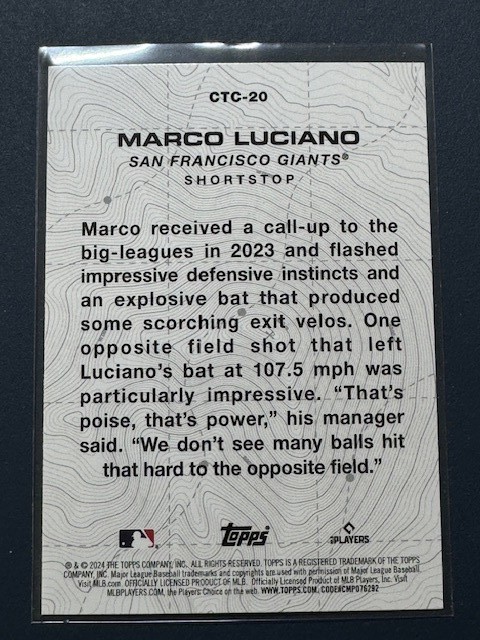 CTC-20
MARCO LUCIANO
SAN FRANCISCO GIANTS®
SHORTSTOP
Marco received a call-up to the
big-leagues in 2023 and flashed
impressive defensive instincts and
an explosive bat that produced
some scorching exit velos. One
opposite field shot that left
Luciano's bat at 107.5 mph was
particularly impressive. “That's
poise, that's power,” his manager
said. “We don't see many balls hit
that hard to the opposite field.”
topps
PLAYERS
® & © 2024 THE TOPPS COMPANY, INC. ALL RIGHTS RESERVED. TOPPS IS A REGISTERED TRADEMARK OF THE TOPPS
COMPANY, INC. Major League Baseball trademarks and copyrights are used with permission of Major League Baseball.
Visit MLB.com. OFFICIALLY LICENSED PRODUCT OF MLB Players, Inc. Visit
MLBPLAYERS.COM, the Players Choice on the web. WWW.TOPPS.COM. CODE#CMP076292